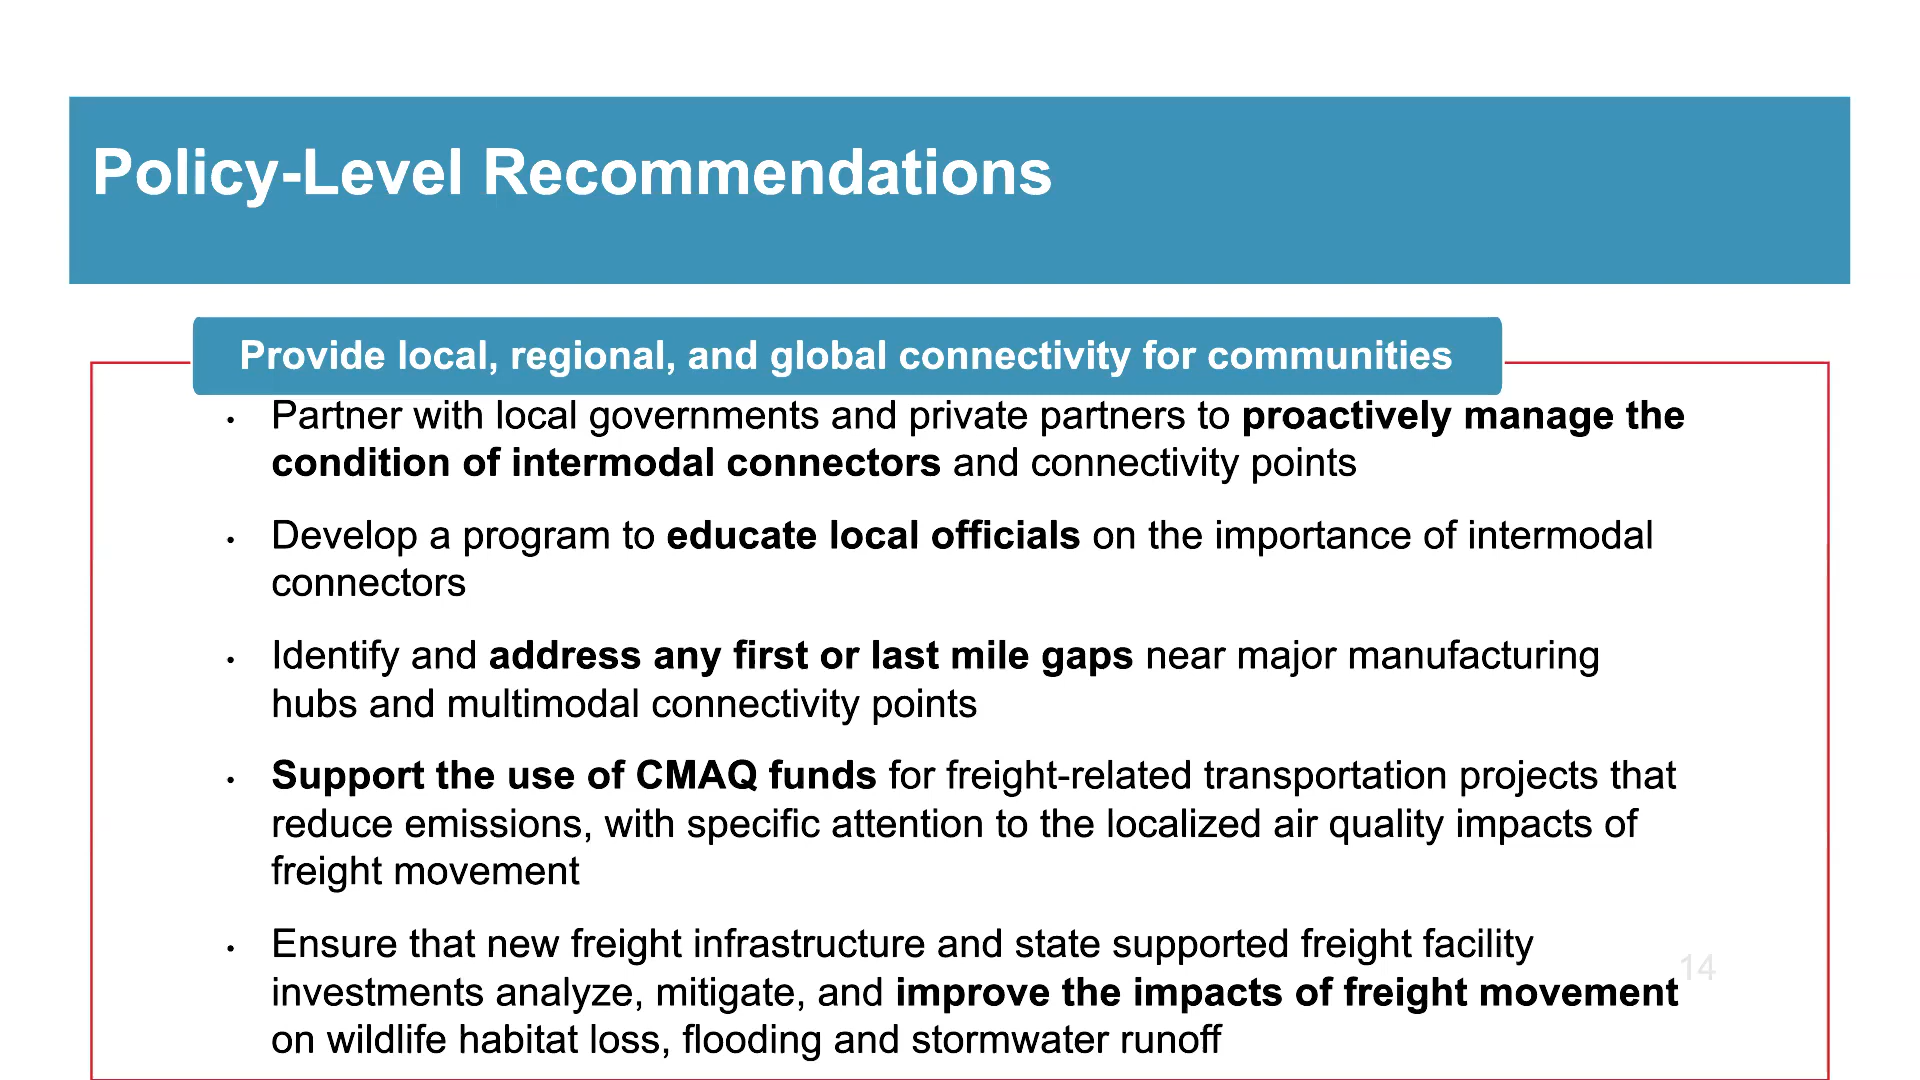 Policy-Level Recommendations
Provide local, regional, and global connectivity for communities
• Partner with local governments and private partners to proactively manage the
condition of intermodal connectors and connectivity points
• Develop a program to educate local officials on the importance of intermodal
connectors
• Identify and address any first or last mile gaps near major manufacturing
hubs and multimodal connectivity points
• Support the use of CMAQ funds for freight-related transportation projects that
reduce emissions, with specific attention to the localized air quality impacts of
freight movement
• Ensure that new freight infrastructure and state supported freight facility
investments analyze, mitigate, and improve the impacts of freight movement
on wildlife habitat loss, flooding and stormwater runoff
14